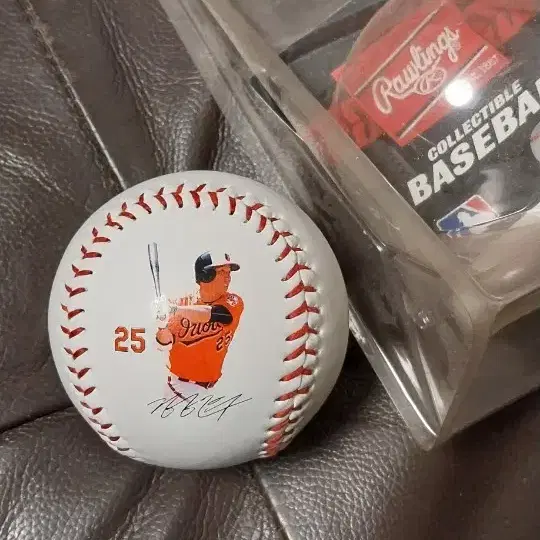 Rawlings
COLLECTIBLE
BASEBA
25
Orioles
25